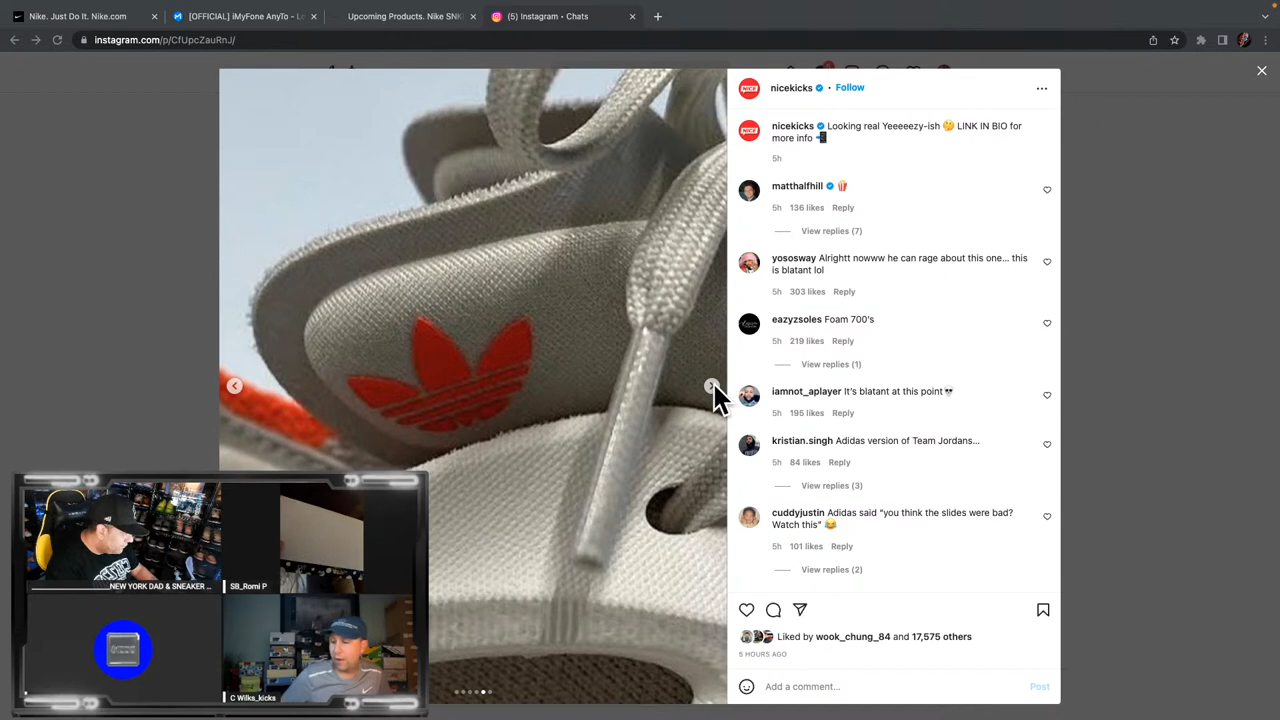 Nike. Just Do It. Nike.com
[OFFICIAL] iMyFone AnyTo - Lo
Upcoming Products. Nike SNK
(5) Instagram • Chats
instagram.com/p/CfUpcZauRnJ/
NICE
nicekicks • Follow
NICE
nicekicks Looking real Yeeeeezy-ish 🤔 LINK IN BIO for
more info 📲
5h
matthalfhill 🍿
5h 136 likes Reply
View replies (7)
yososway Alrightt nowww he can rage about this one... this
is blatant lol
5h 303 likes Reply
eazyzsoles Foam 700's
5h 219 likes Reply
View replies (1)
iamnot_aplayer It's blatant at this point💀
5h 195 likes Reply
kristian.singh Adidas version of Team Jordans...
5h 84 likes Reply
View replies (3)
cuddyjustin Adidas said "you think the slides were bad?
Watch this" 😂
5h 101 likes Reply
View replies (2)
Liked by wook_chung_84 and 17,575 others
5 HOURS AGO
Add a comment...
Post
NEW YORK DAD & SNEAKER ...
SB_Romi P
C Wilks_kicks